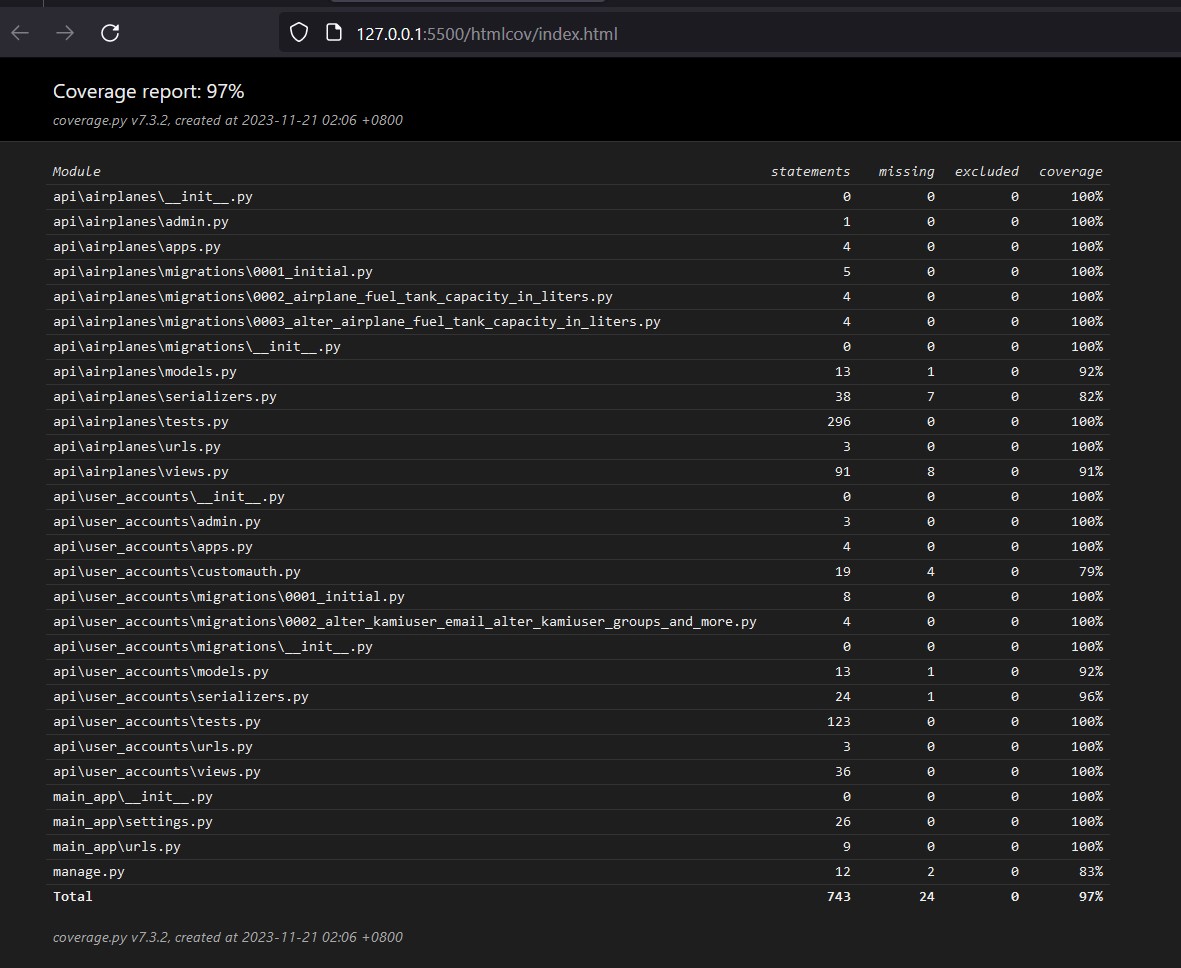 127.0.0.1:5500/htmlcov/index.html
Coverage report: 97%
coverage.py v7.3.2, created at 2023-11-21 02:06 +0800
Module statements missing excluded coverage
api\airplanes\__init__.py 0 0 0 100%
api\airplanes\admin.py 1 0 0 100%
api\airplanes\apps.py 4 0 0 100%
api\airplanes\migrations\0001_initial.py 5 0 0 100%
api\airplanes\migrations\0002_airplane_fuel_tank_capacity_in_liters.py 4 0 0 100%
api\airplanes\migrations\0003_alter_airplane_fuel_tank_capacity_in_liters.py 4 0 0 100%
api\airplanes\migrations\__init__.py 0 0 0 100%
api\airplanes\models.py 13 1 0 92%
api\airplanes\serializers.py 38 7 0 82%
api\airplanes\tests.py 296 0 0 100%
api\airplanes\urls.py 3 0 0 100%
api\airplanes\views.py 91 8 0 91%
api\user_accounts\__init__.py 0 0 0 100%
api\user_accounts\admin.py 3 0 0 100%
api\user_accounts\apps.py 4 0 0 100%
api\user_accounts\customauth.py 19 4 0 79%
api\user_accounts\migrations\0001_initial.py 8 0 0 100%
api\user_accounts\migrations\0002_alter_kamiuser_email_alter_kamiuser_groups_and_more.py 4 0 0 100%
api\user_accounts\migrations\__init__.py 0 0 0 100%
api\user_accounts\models.py 13 1 0 92%
api\user_accounts\serializers.py 24 1 0 96%
api\user_accounts\tests.py 123 0 0 100%
api\user_accounts\urls.py 3 0 0 100%
api\user_accounts\views.py 36 0 0 100%
main_app\__init__.py 0 0 0 100%
main_app\settings.py 26 0 0 100%
main_app\urls.py 9 0 0 100%
manage.py 12 2 0 83%
Total 743 24 0 97%
coverage.py v7.3.2, created at 2023-11-21 02:06 +0800